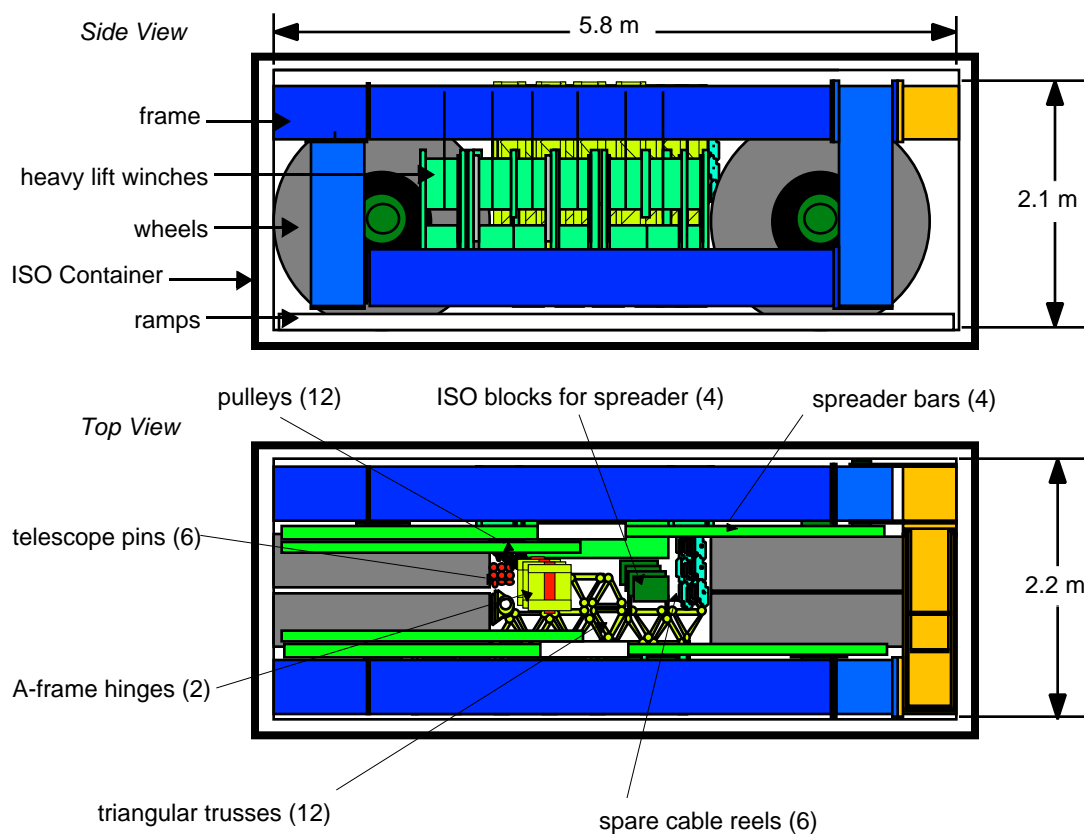 Side View
5.8 m
frame
heavy lift winches
wheels
ISO Container
ramps
2.1 m
pulleys (12)
ISO blocks for spreader (4)
spreader bars (4)
Top View
telescope pins (6)
2.2 m
A-frame hinges (2)
triangular trusses (12)
spare cable reels (6)